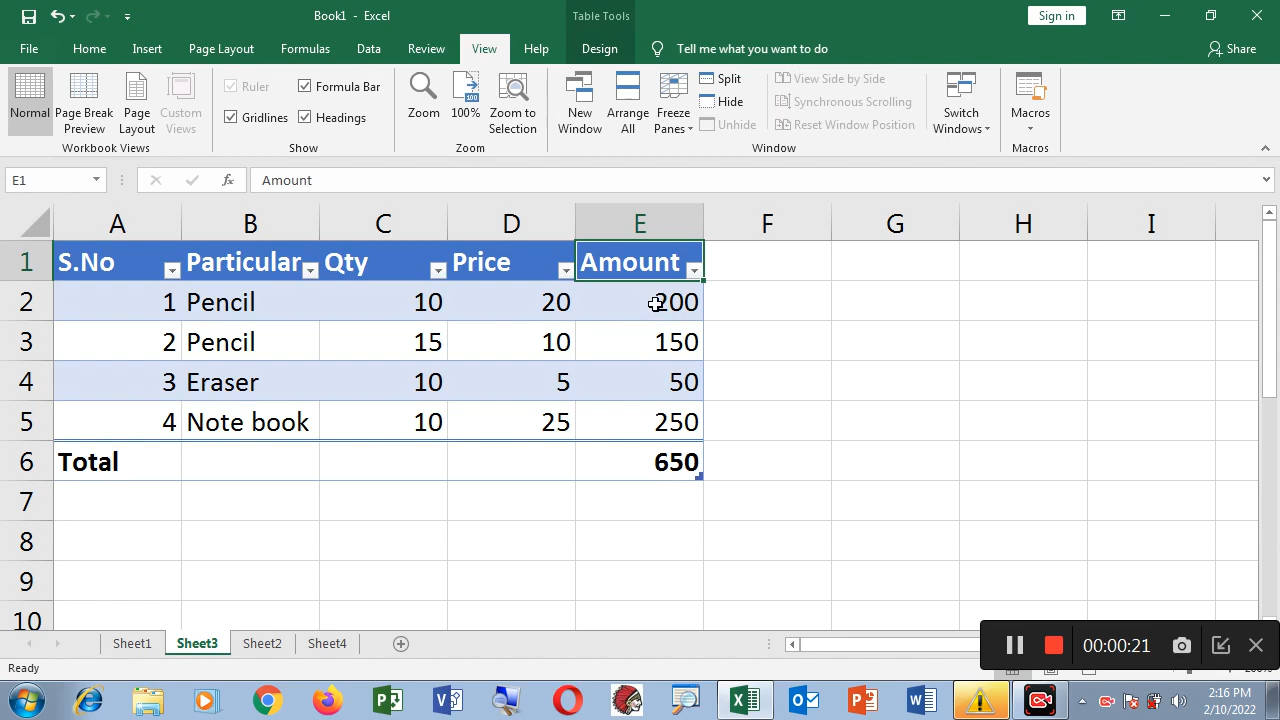 Book1 - Excel
Table Tools
Sign in
File Home Insert Page Layout Formulas Data Review View Help Design Tell me what you want to do Share
Normal
Page Break Preview
Page Layout
Custom Views
Workbook Views
Ruler
Formula Bar
Gridlines
Headings
Show
Zoom
100
100%
Zoom to Selection
Zoom
New Window
Arrange All
Freeze Panes
Split
Hide
Unhide
View Side by Side
Synchronous Scrolling
Reset Window Position
Window
Switch Windows
Macros
Macros
E1
fx
Amount
A B C D E F G H I
1 S.No Particular Qty Price Amount
2 1 Pencil 10 20 200
3 2 Pencil 15 10 150
4 3 Eraser 10 5 50
5 4 Note book 10 25 250
6 Total 650
7
8
9
10
Sheet1 Sheet3 Sheet2 Sheet4
00:00:21
Ready
2:16 PM
2/10/2022